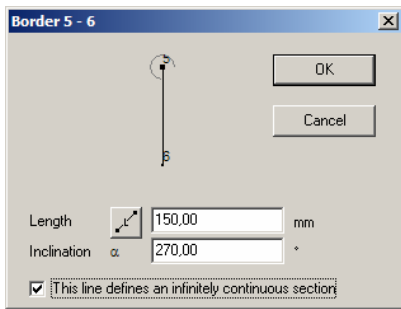 Border 5 - 6
5
OK
Cancel
6
Length 150,00 mm
Inclination α 270,00 °
This line defines an infinitely continuous section